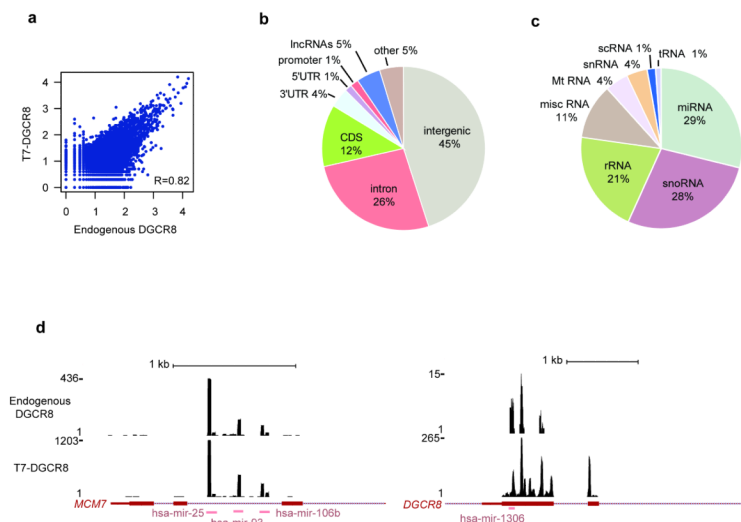 a
4
3
2
1
0
T7-DGCR8
R=0.82
0 1 2 3 4
Endogenous DGCR8
b
lncRNAs 5%
other 5%
promoter 1%
5'UTR 1%
3'UTR 4%
CDS
12%
intergenic
45%
intron
26%
c
scRNA 1%
tRNA 1%
snRNA 4%
Mt RNA 4%
misc RNA
11%
miRNA
29%
rRNA
21%
snoRNA
28%
d
1 kb
436-
Endogenous
DGCR8
1
1203-
T7-DGCR8
1
MCM7
hsa-mir-25
hsa-mir-106b
hsa-mir-93
1 kb
15-
1
265-
1
DGCR8
hsa-mir-1306